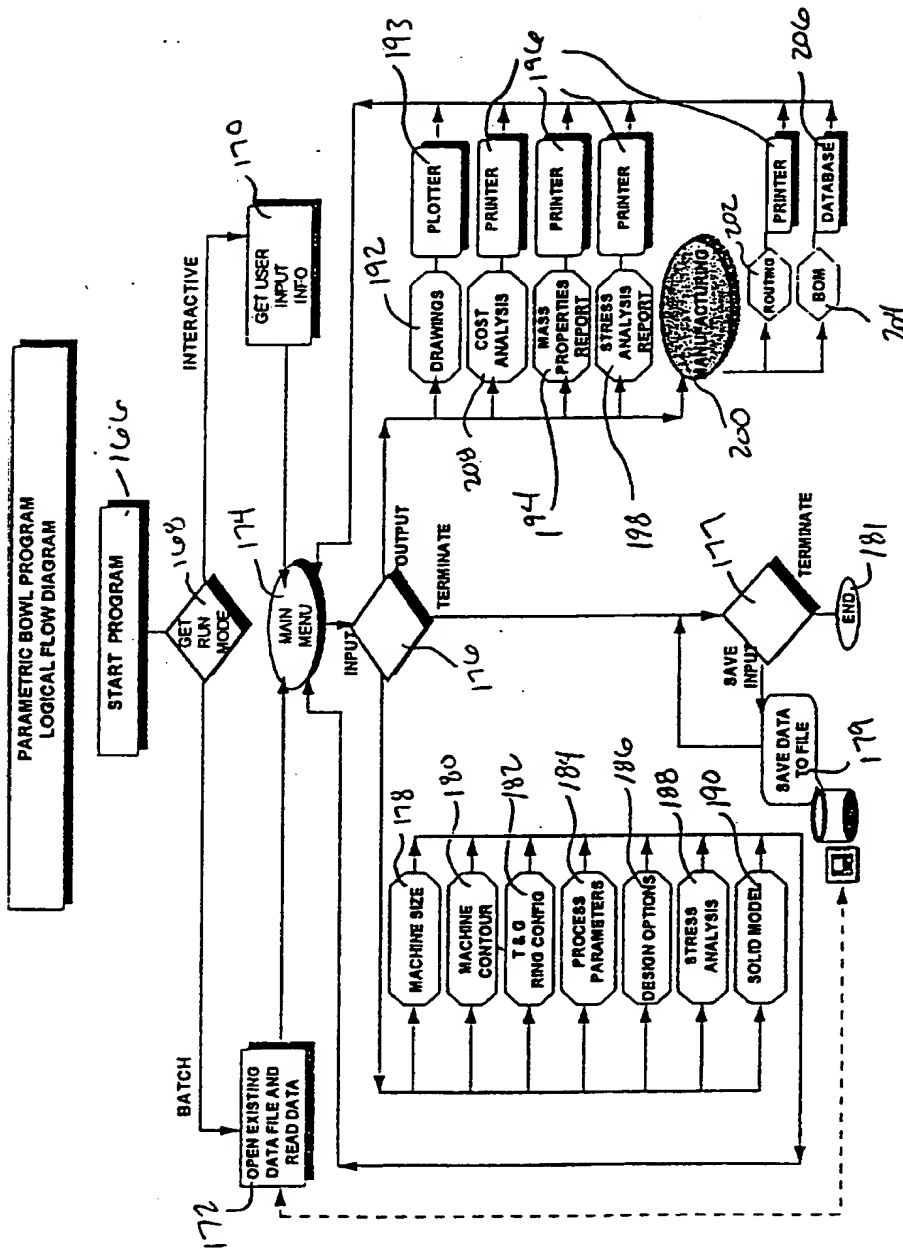 PARAMETRIC BOWL PROGRAM
LOGICAL FLOW DIAGRAM
START PROGRAM
166
GET RUN
MODE
168
BATCH
INTERACTIVE
OPEN EXISTING
DATA FILE AND
READ DATA
172
GET USER
INPUT
INFO
170
MAIN
MENU
174
INPUT
OUTPUT
TERMINATE
176
MACHINE SIZE
178
MACHINE
CONTOUR
180
T & G
RING CONFIG
182
PROCESS
PARAMETERS
184
DESIGN OPTIONS
186
STRESS
ANALYSIS
188
SOLID MODEL
190
DRAWINGS
192
PLOTTER
193
COST
ANALYSIS
208
PRINTER
196
MASS
PROPERTIES
REPORT
194
PRINTER
STRESS
ANALYSIS
REPORT
198
PRINTER
196
MANUFACTURING
200
ROUTING
202
PRINTER
BOM
204
DATABASE
206
SAVE
INPUT
TERMINATE
177
SAVE DATA
TO FILE
179
END
181